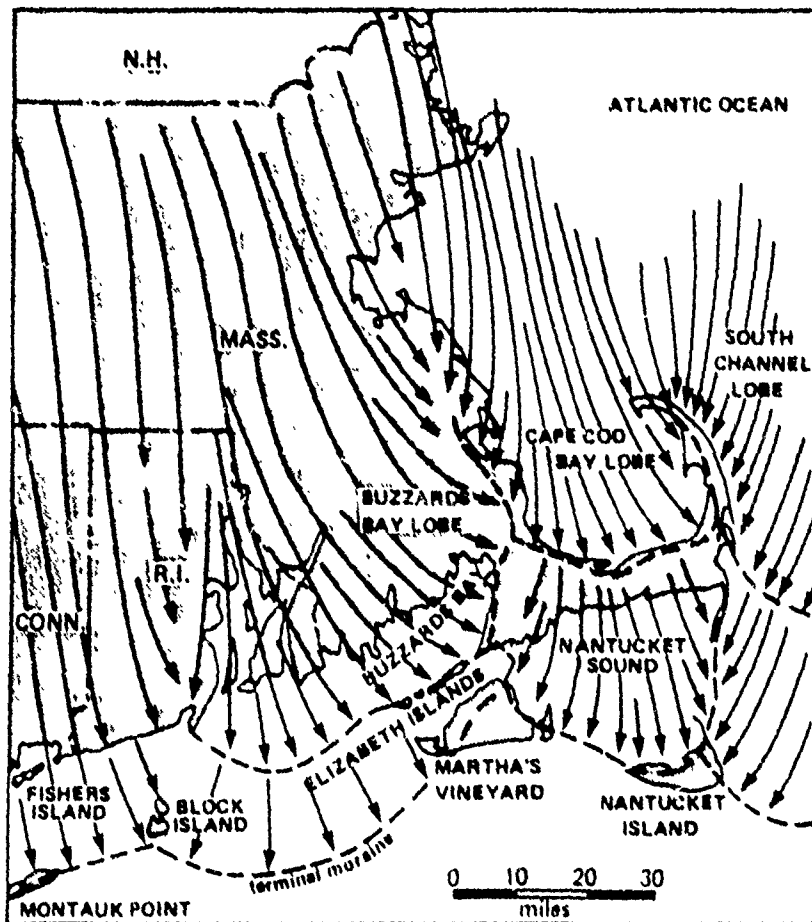 N.H.
ATLANTIC OCEAN
MASS.
SOUTH
CHANNEL
LOBE
CAPE COD
BAY LOBE
BUZZARDS
BAY LOBE
R.I.
CONN.
BUZZARDS BA
NANTUCKET
SOUND
ELIZABETH ISLANDS
FISHERS
ISLAND
BLOCK
ISLAND
MARTHA'S
VINEYARD
NANTUCKET
ISLAND
terminal moraine
MONTAUK POINT
0 10 20 30
miles